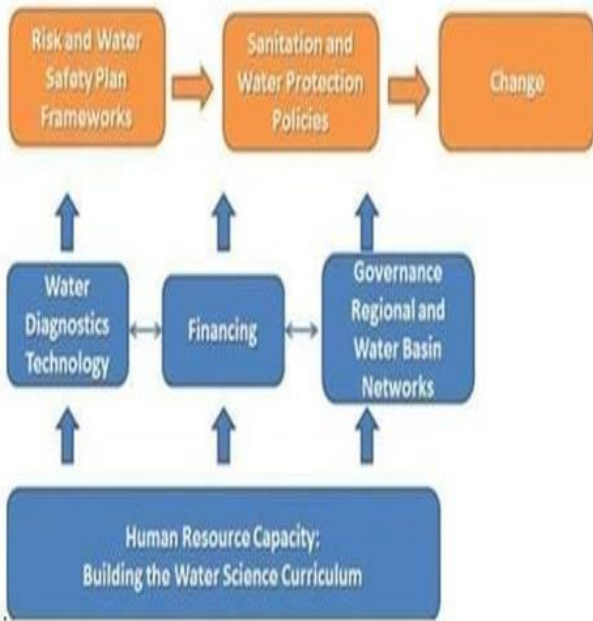 Risk and Water
Safety Plan
Frameworks
Sanitation and
Water Protection
Policies
Change
Water
Diagnostics
Technology
Financing
Governance
Regional and
Water Basin
Networks
Human Resource Capacity:
Building the Water Science Curriculum